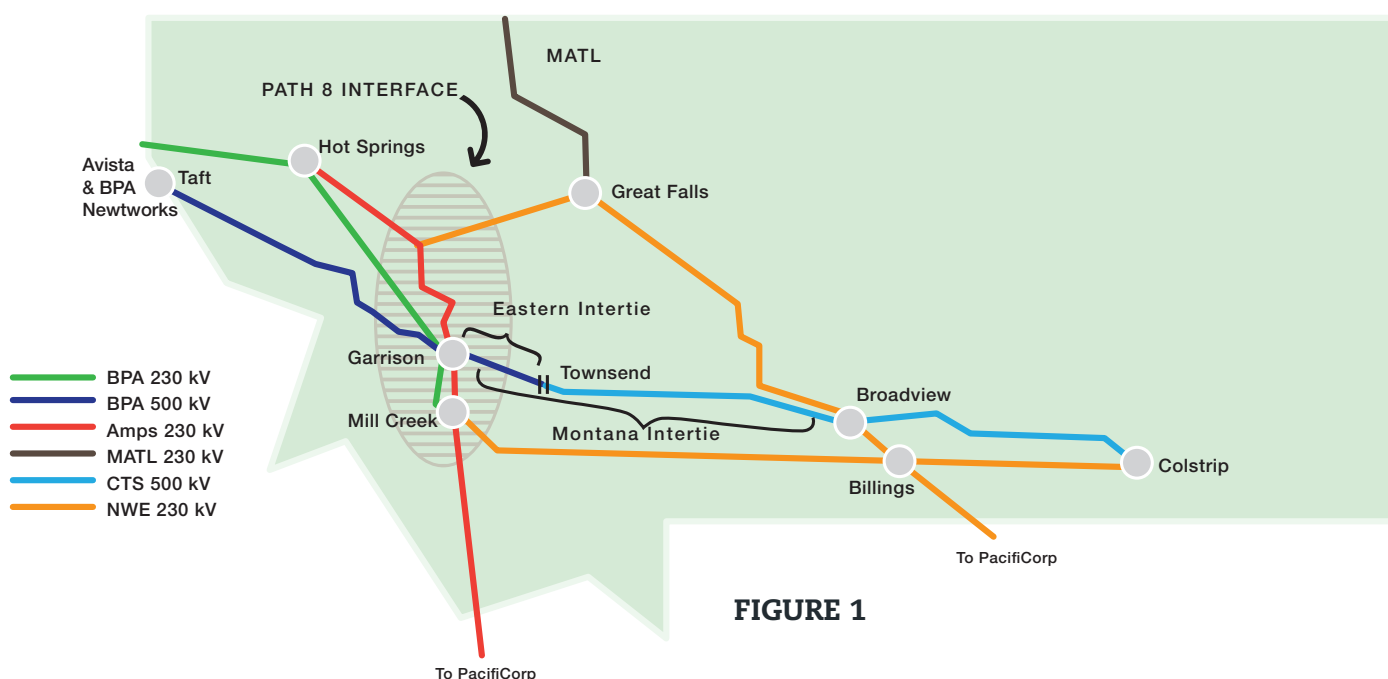 MATL
PATH 8 INTERFACE
Hot Springs
Avista
& BPA
Newtworks
Taft
Great Falls
Eastern Intertie
Garrison
Townsend
Broadview
Mill Creek
Montana Intertie
Colstrip
Billings
BPA 230 kV
BPA 500 kV
Amps 230 kV
MATL 230 kV
CTS 500 kV
NWE 230 kV
To PacifiCorp
FIGURE 1
To PacifiCorp